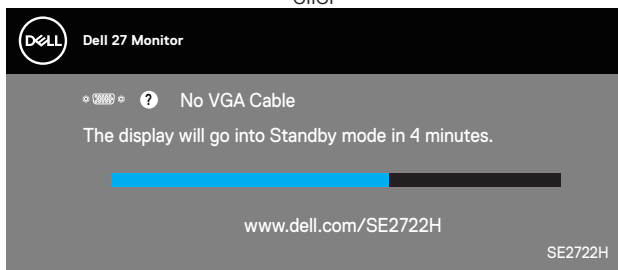 DELL
Dell 27 Monitor
? No VGA Cable
The display will go into Standby mode in 4 minutes.
www.dell.com/SE2722H
SE2722H